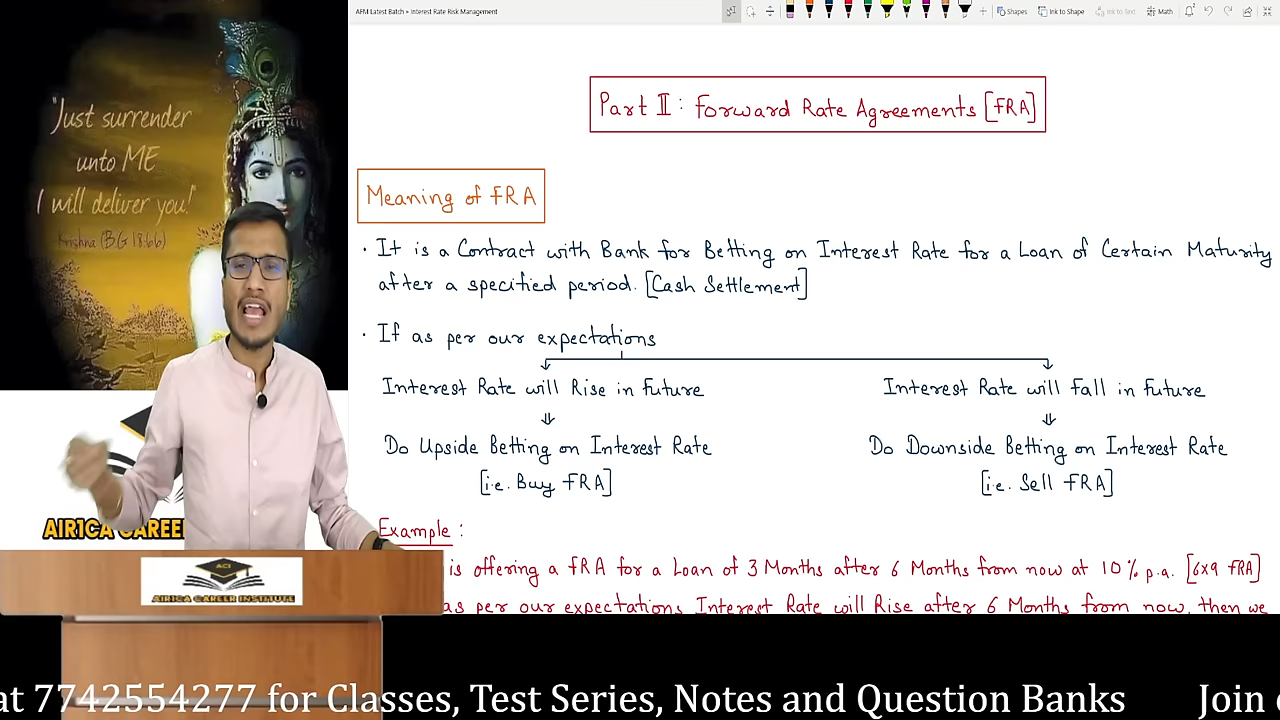 AFM Latest Batch » Interest Rate Risk Management
Shapes
Ink to Shape
Ink to Text
Math
"Just surrender
unto ME
I will deliver you!"
Krishna (BG 18:66)
Part II : Forward Rate Agreements [FRA]
Meaning of FRA
· It is a Contract with Bank for Betting on Interest Rate for a Loan of Certain Maturity
after a specified period. [Cash Settlement]
· If as per our expectations
Interest Rate will Rise in Future
Interest Rate will fall in future
⇓
⇓
Do Upside Betting on Interest Rate
Do Downside Betting on Interest Rate
[i.e. Buy FRA]
[i.e. Sell FRA]
Example :
is offering a FRA for a Loan of 3 Months after 6 Months from now at 10% p.a. [6x9 FRA]
as per our expectations Interest Rate will Rise after 6 Months from now, then we
AIR1CA CAREE
ACI
AIR1CA CAREER INSTITUTE
at 7742554277 for Classes, Test Series, Notes and Question Banks
Join